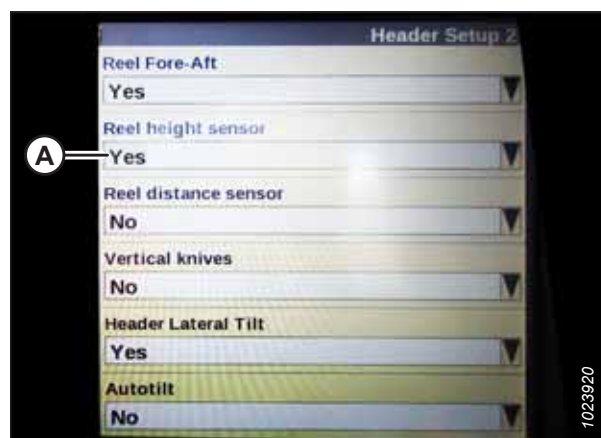 Header Setup 2
Reel Fore-Aft
Yes
Reel height sensor
A
Yes
Reel distance sensor
No
Vertical knives
No
Header Lateral Tilt
Yes
Autotilt
No
1023920